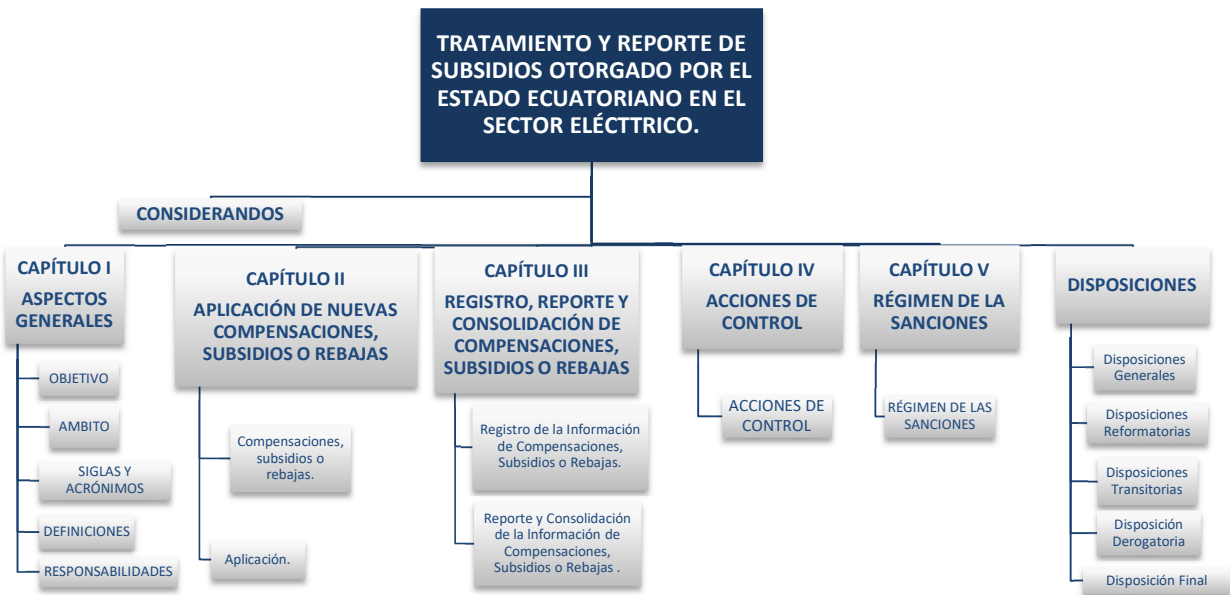 TRATAMIENTO Y REPORTE DE
SUBSIDIOS OTORGADO POR EL
ESTADO ECUATORIANO EN EL
SECTOR ELÉCTTRICO.
CONSIDERANDOS
CAPÍTULO I
ASPECTOS
GENERALES
OBJETIVO
AMBITO
SIGLAS Y
ACRÓNIMOS
DEFINICIONES
RESPONSABILIDADES
CAPÍTULO II
APLICACIÓN DE NUEVAS
COMPENSACIONES,
SUBSIDIOS O REBAJAS
Compensaciones,
subsidios o
rebajas.
Aplicación.
CAPÍTULO III
REGISTRO, REPORTE Y
CONSOLIDACIÓN DE
COMPENSACIONES,
SUBSIDIOS O REBAJAS
Registro de la Información
de Compensaciones,
Subsidios o Rebajas.
Reporte y Consolidación
de la Información de
Compensaciones,
Subsidios o Rebajas .
CAPÍTULO IV
ACCIONES DE
CONTROL
ACCIONES DE
CONTROL
CAPÍTULO V
RÉGIMEN DE LA
SANCIONES
RÉGIMEN DE LAS
SANCIONES
DISPOSICIONES
Disposiciones
Generales
Disposiciones
Reformatorias
Disposiciones
Transitorias
Disposición
Derogatoria
Disposición Final